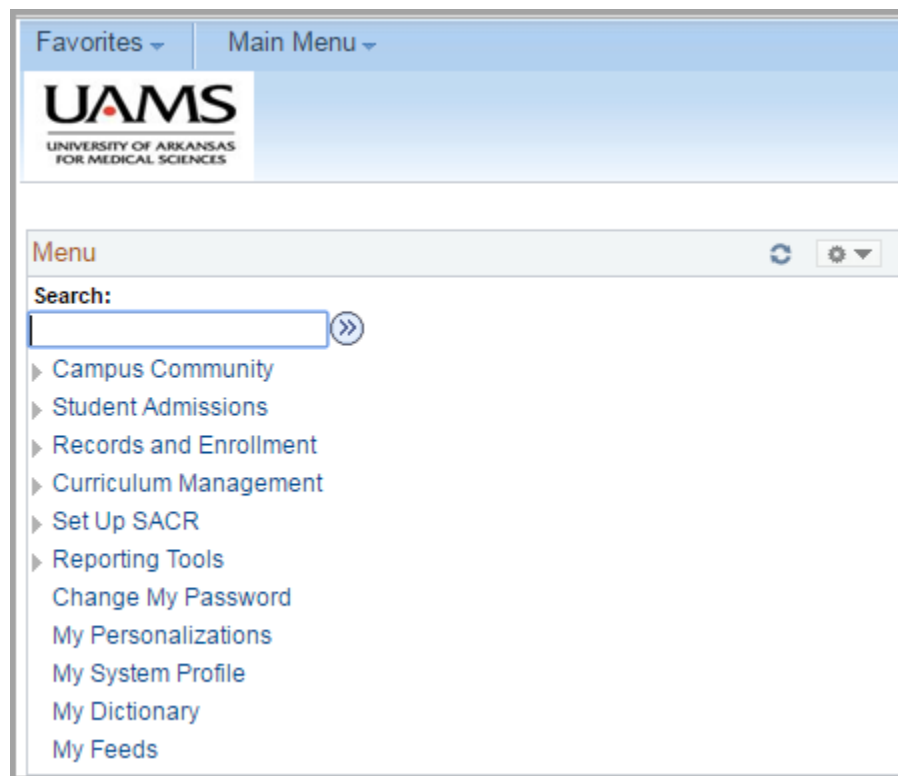 Favorites Main Menu
UAMS
UNIVERSITY OF ARKANSAS
FOR MEDICAL SCIENCES
Menu
Search:
Campus Community
Student Admissions
Records and Enrollment
Curriculum Management
Set Up SACR
Reporting Tools
Change My Password
My Personalizations
My System Profile
My Dictionary
My Feeds